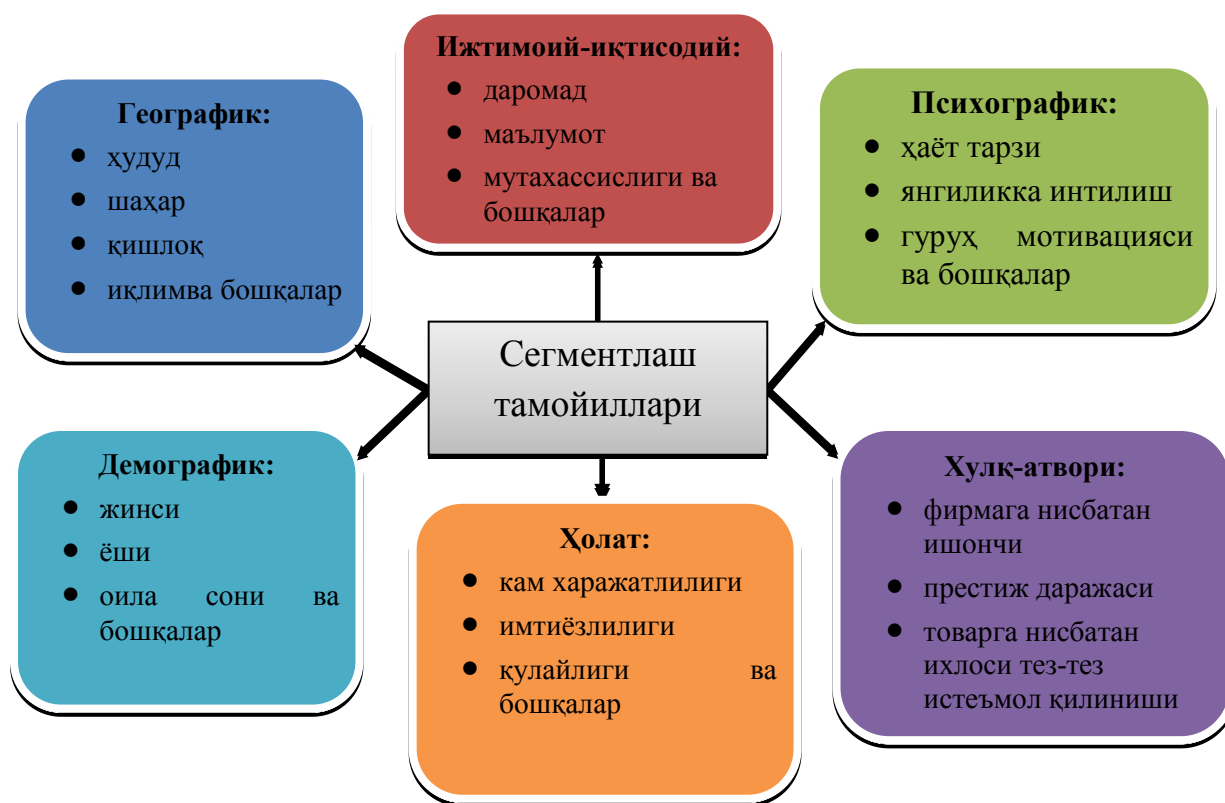 Ижтимоий-иқтисодий:
● даромад
● маълумот
● мутахассислиги ва
бошқалар
Географик:
● ҳудуд
● шаҳар
● қишлоқ
● иқлимва бошқалар
Психографик:
● ҳаёт тарзи
● янгиликка интилиш
● гуруҳ мотивацияси
ва бошқалар
Сегментлаш
тамойиллари
Демографик:
● жинси
● ёши
● оила сони ва
бошқалар
Ҳолат:
● кам харажатлилиги
● имтиёзлилиги
● қулайлиги ва
бошқалар
Хулқ-атвори:
● фирмага нисбатан
ишончи
● престиж даражаси
● товарга нисбатан
ихлоси тез-тез
истеъмол қилиниши